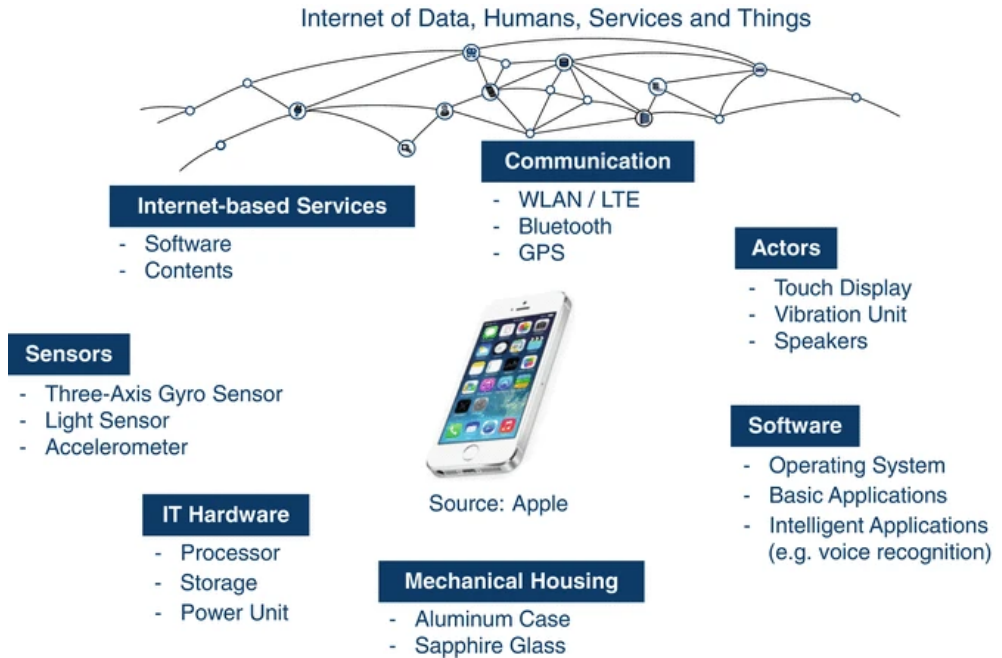 Internet of Data, Humans, Services and Things
Communication
- WLAN / LTE
- Bluetooth
- GPS
Internet-based Services
- Software
- Contents
Actors
- Touch Display
- Vibration Unit
- Speakers
Sensors
- Three-Axis Gyro Sensor
- Light Sensor
- Accelerometer
Software
- Operating System
- Basic Applications
- Intelligent Applications
(e.g. voice recognition)
Source: Apple
IT Hardware
- Processor
- Storage
- Power Unit
Mechanical Housing
- Aluminum Case
- Sapphire Glass